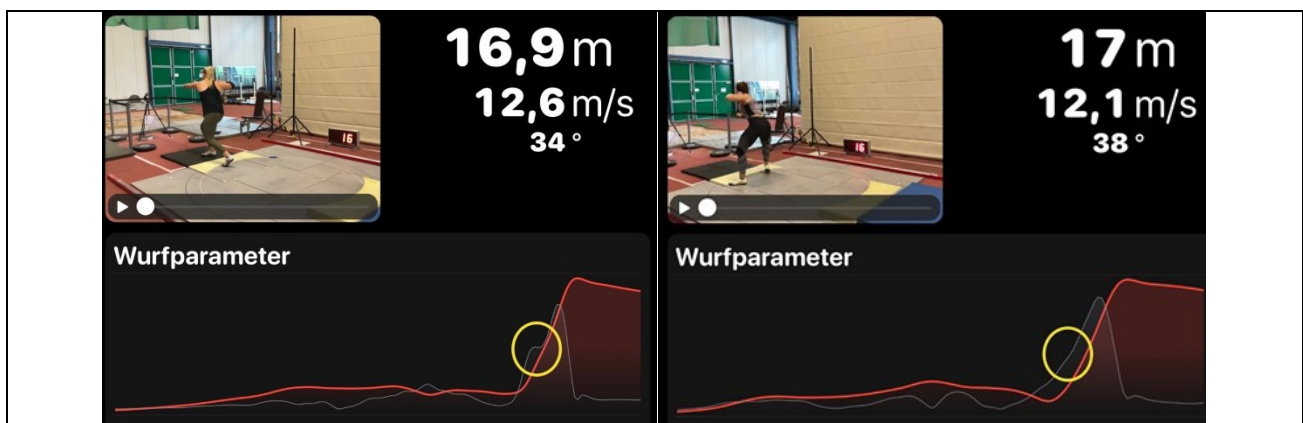 16,9 m
12,6 m/s
34 °
16
Wurfparameter
17 m
12,1 m/s
38 °
16
Wurfparameter